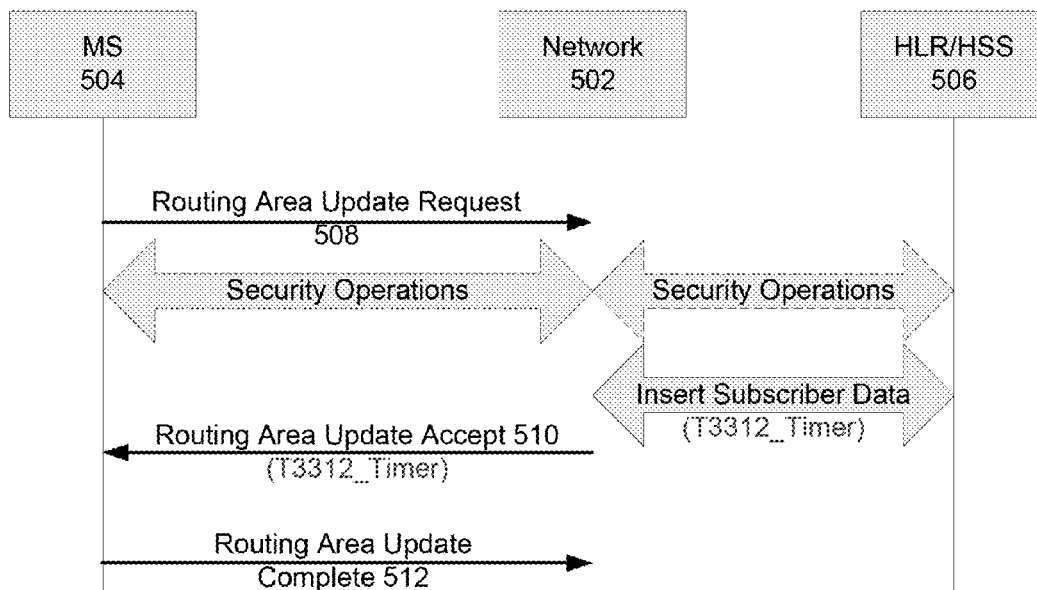 MS
504
Network
502
HLR/HSS
506
Routing Area Update Request
508
Security Operations
Security Operations
Insert Subscriber Data
(T3312_Timer)
Routing Area Update Accept 510
(T3312_Timer)
Routing Area Update
Complete 512